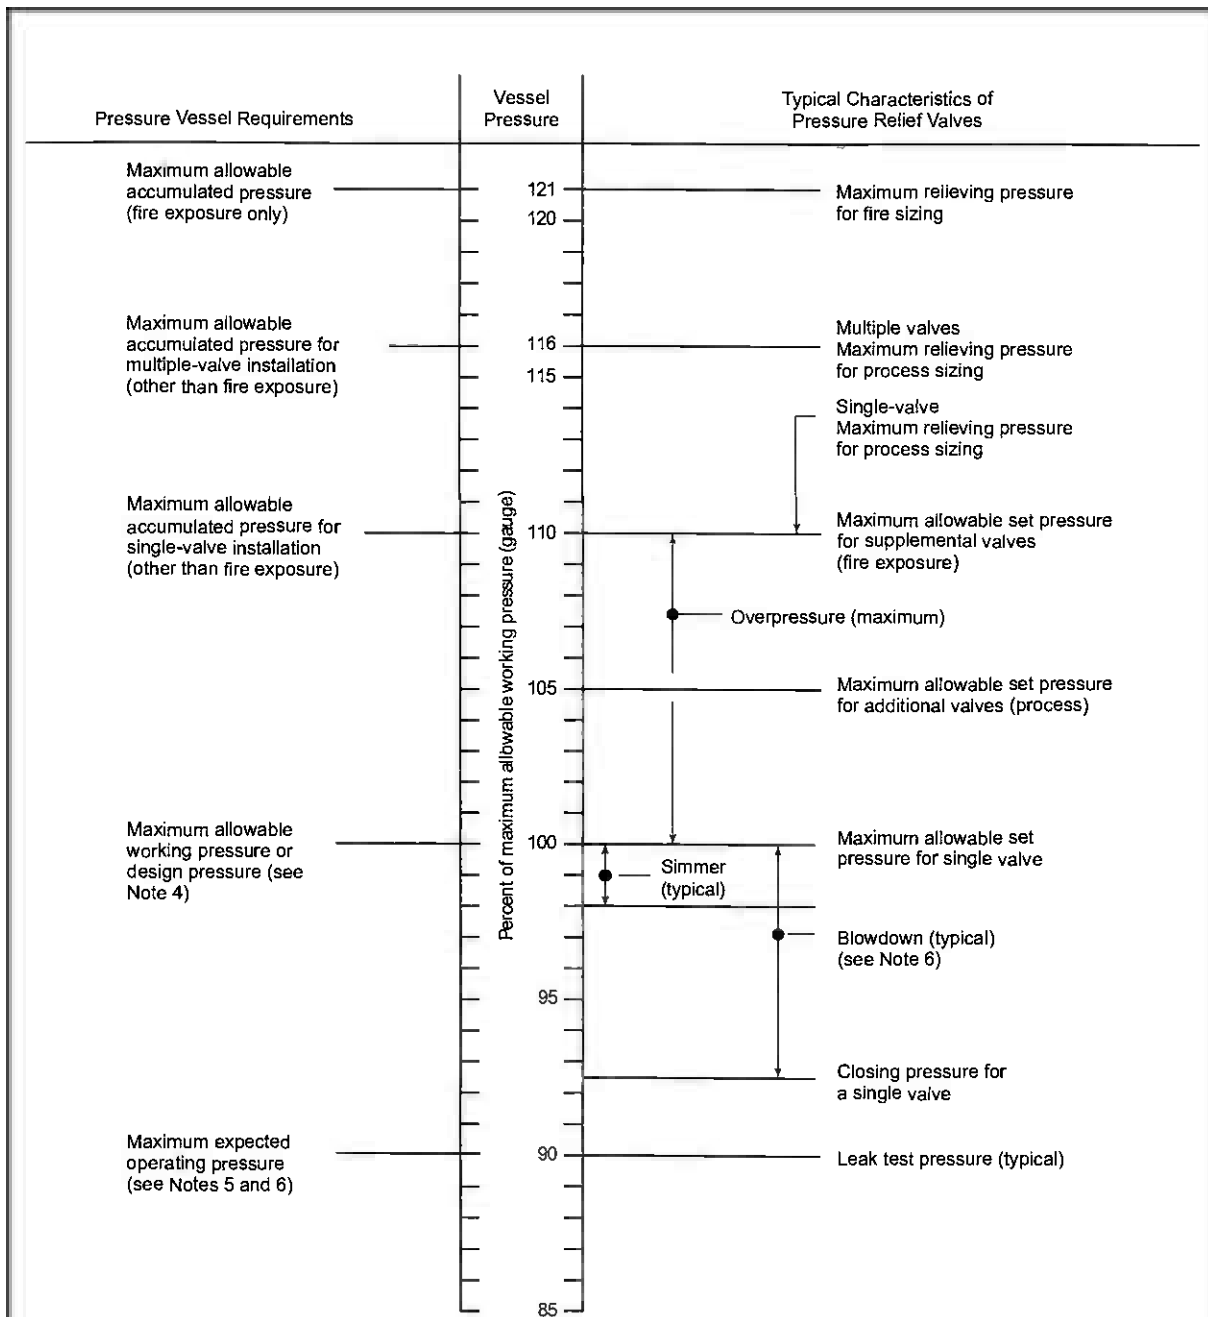 Pressure Vessel Requirements
Vessel
Pressure
Typical Characteristics of
Pressure Relief Valves
Maximum allowable
accumulated pressure
(fire exposure only)
121
120
Maximum relieving pressure
for fire sizing
Maximum allowable
accumulated pressure for
multiple-valve installation
(other than fire exposure)
116
115
Multiple valves
Maximum relieving pressure
for process sizing
Single-valve
Maximum relieving pressure
for process sizing
Maximum allowable
accumulated pressure for
single-valve installation
(other than fire exposure)
Percent of maximum allowable working pressure (gauge)
110
Maximum allowable set pressure
for supplemental valves
(fire exposure)
Overpressure (maximum)
105
Maximum allowable set pressure
for additional valves (process)
Maximum allowable
working pressure or
design pressure (see
Note 4)
100
Maximum allowable set
pressure for single valve
Simmer
(typical)
Blowdown (typical)
(see Note 6)
95
Closing pressure for
a single valve
Maximum expected
operating pressure
(see Notes 5 and 6)
90
Leak test pressure (typical)
85